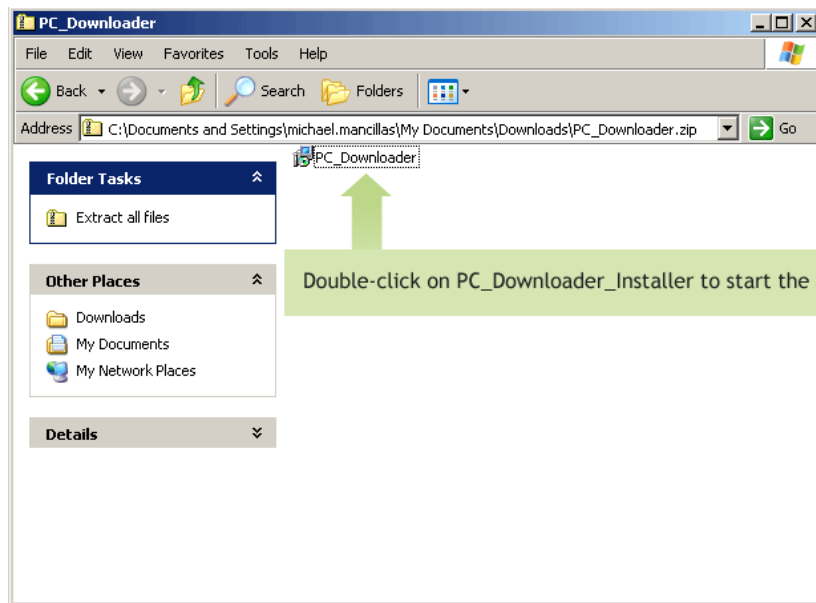 PC_Downloader
File Edit View Favorites Tools Help
Back Search Folders
Address C:\Documents and Settings\michael.mancillas\My Documents\Downloads\PC_Downloader.zip Go
Folder Tasks
Extract all files
PC_Downloader
Double-click on PC_Downloader_Installer to start the
Other Places
Downloads
My Documents
My Network Places
Details